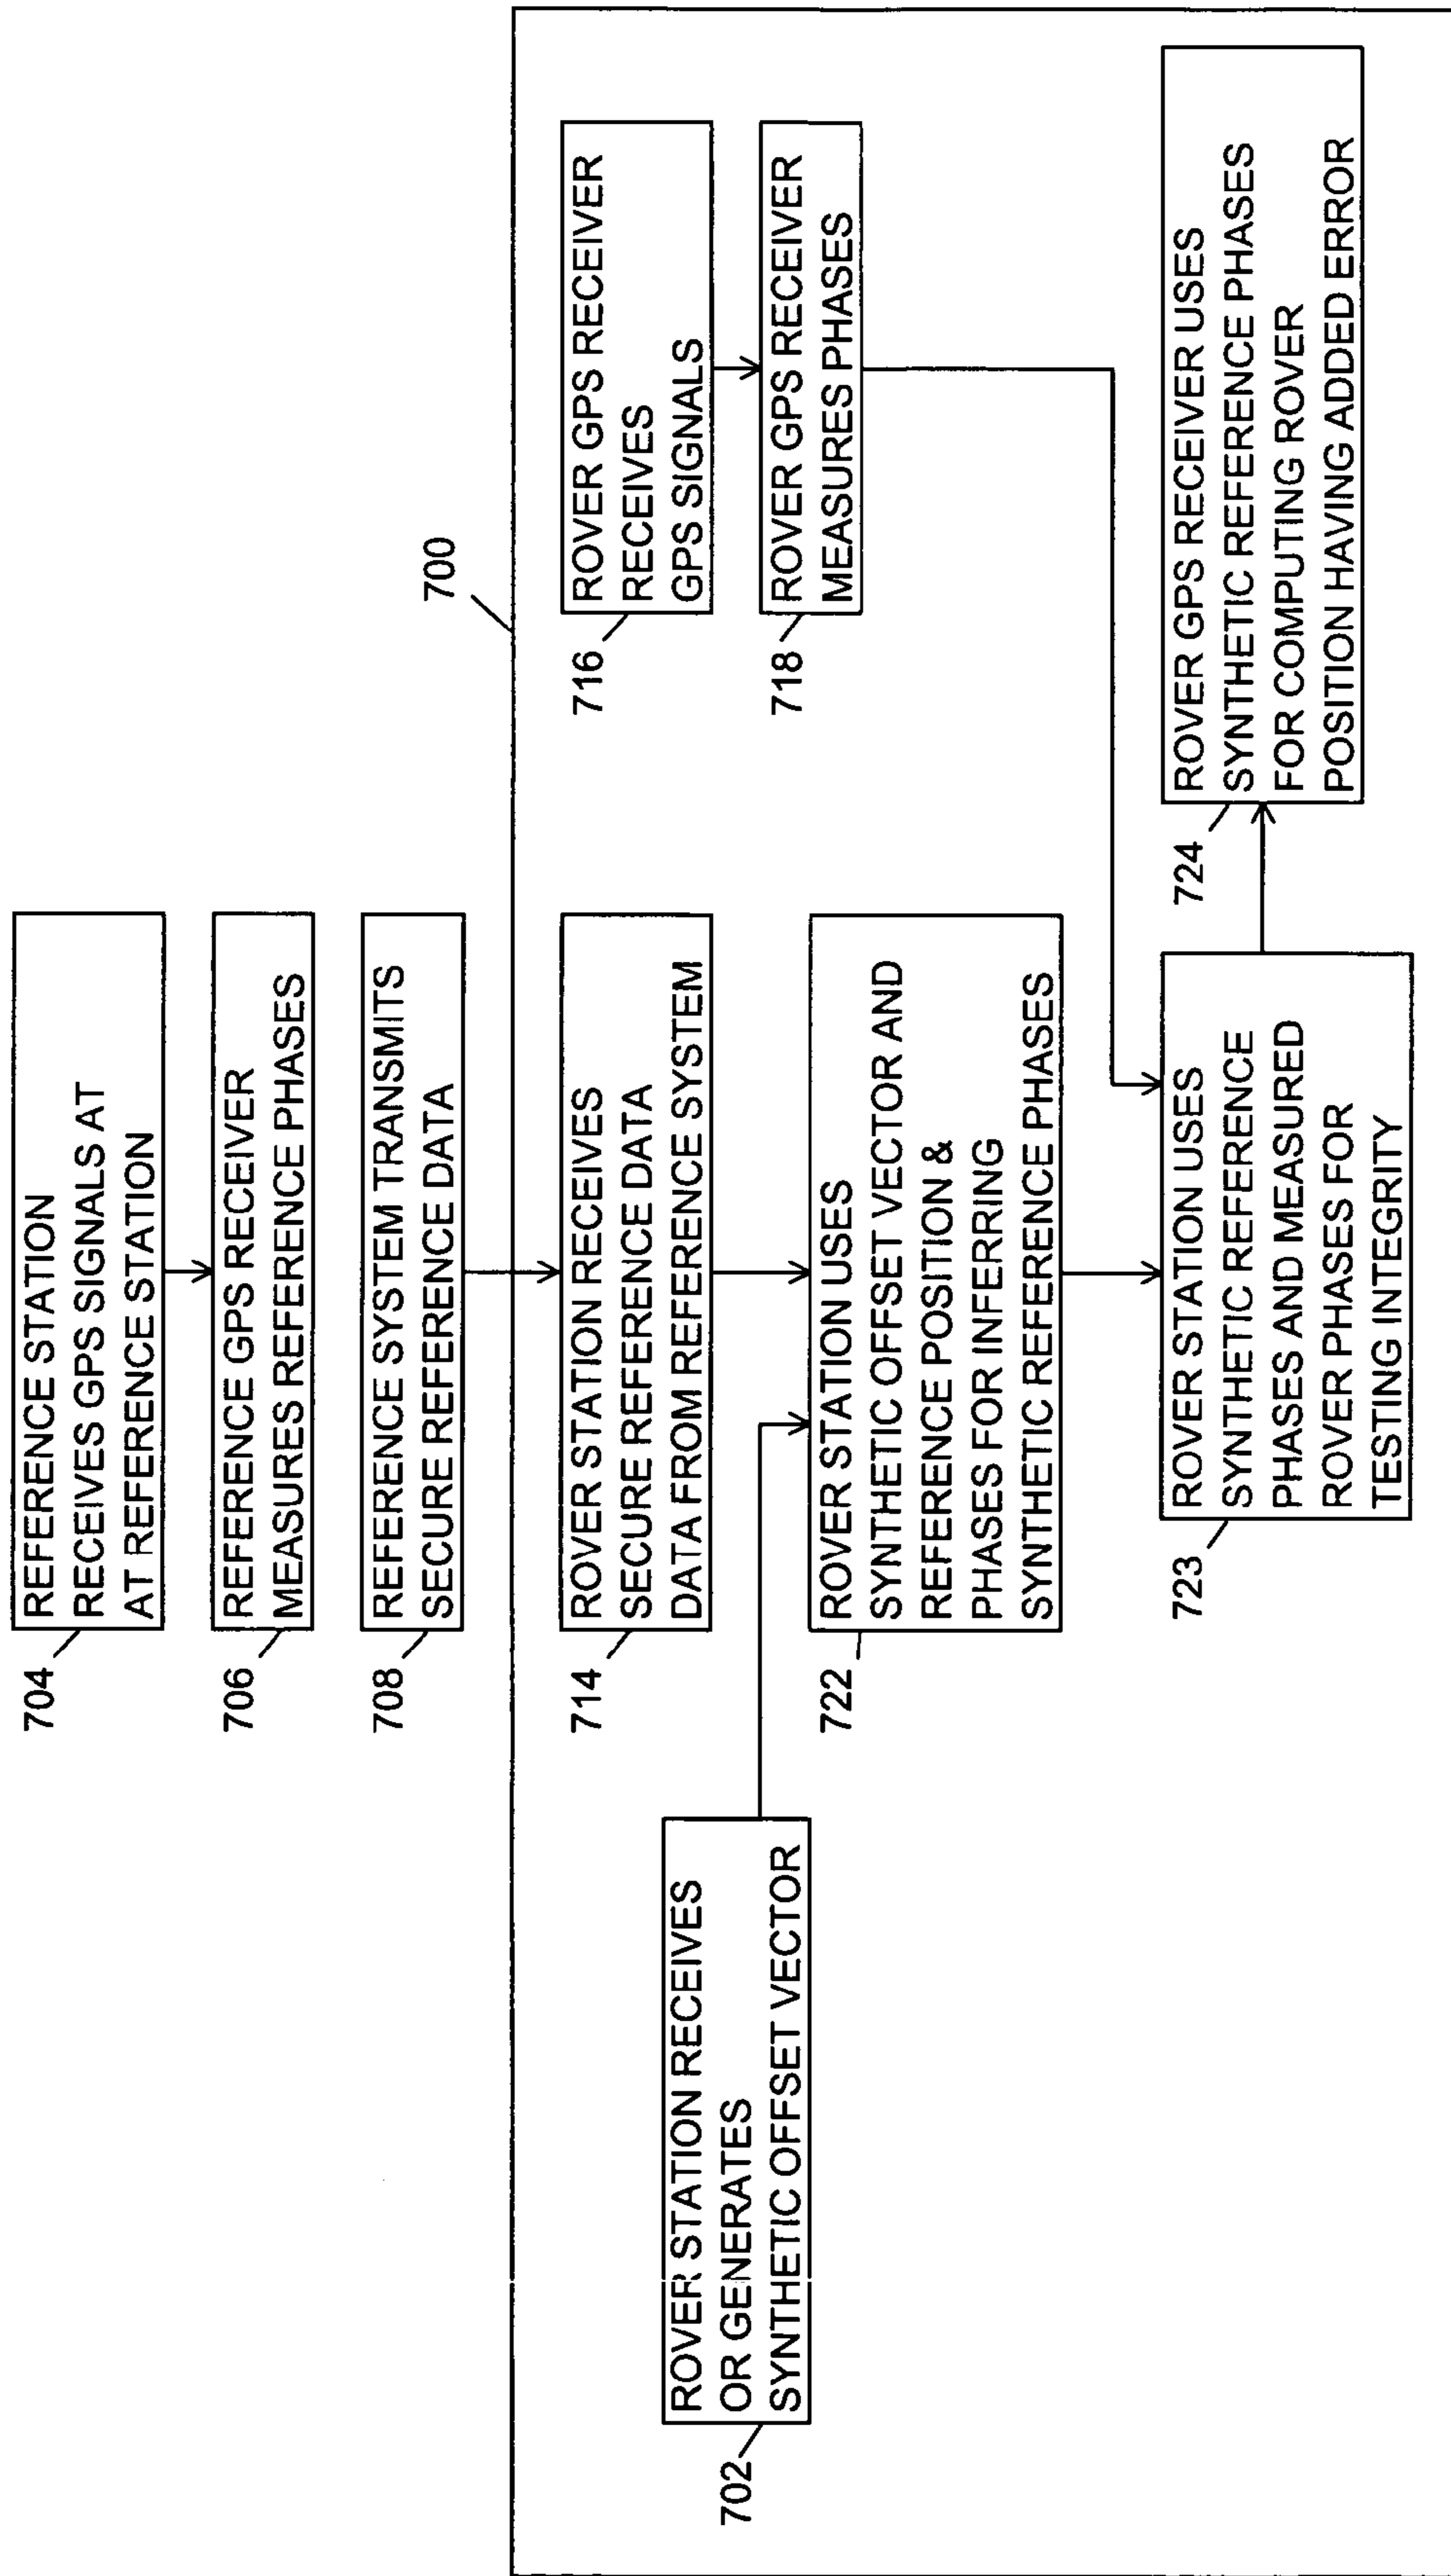 704
REFERENCE STATION
RECEIVES GPS SIGNALS AT
AT REFERENCE STATION
706
REFERENCE GPS RECEIVER
MEASURES REFERENCE PHASES
708
REFERENCE SYSTEM TRANSMITS
SECURE REFERENCE DATA
700
702
ROVER STATION RECEIVES
OR GENERATES
SYNTHETIC OFFSET VECTOR
714
ROVER STATION RECEIVES
SECURE REFERENCE DATA
DATA FROM REFERENCE SYSTEM
716
ROVER GPS RECEIVER
RECEIVES
GPS SIGNALS
718
ROVER GPS RECEIVER
MEASURES PHASES
722
ROVER STATION USES
SYNTHETIC OFFSET VECTOR AND
REFERENCE POSITION &
PHASES FOR INFERRING
SYNTHETIC REFERENCE PHASES
723
ROVER STATION USES
SYNTHETIC REFERENCE
PHASES AND MEASURED
ROVER PHASES FOR
TESTING INTEGRITY
724
ROVER GPS RECEIVER USES
SYNTHETIC REFERENCE PHASES
FOR COMPUTING ROVER
POSITION HAVING ADDED ERROR